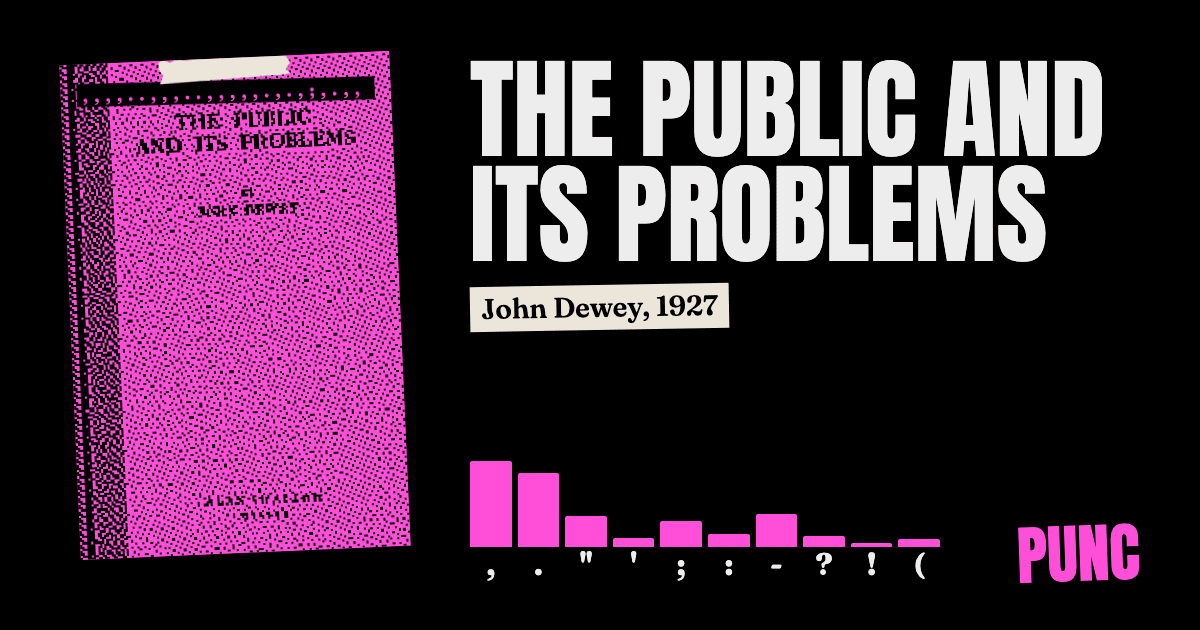 THE PUBLIC
AND ITS PROBLEMS
THE PUBLIC AND
ITS PROBLEMS
John Dewey, 1927
, . " ' ; : - ? ! (
PUNC